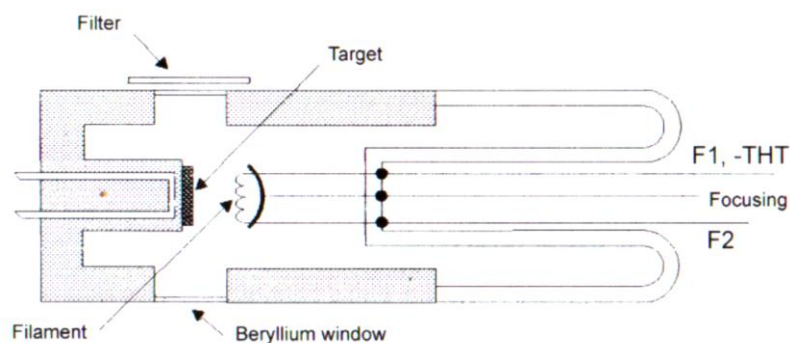 Filter
Target
F1, -THT
Focusing
F2
Filament
Beryllium window